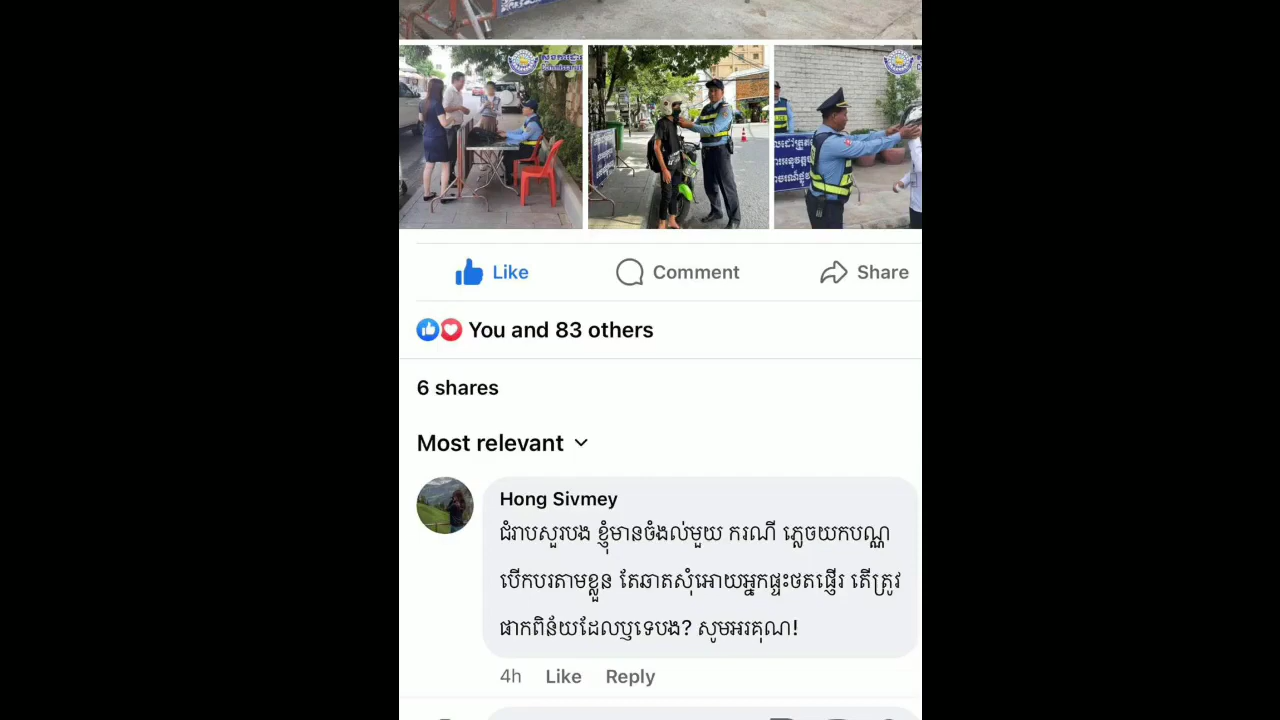 Like
Comment
Share
You and 83 others
6 shares
Most relevant
Hong Sivmey
ជំរាបសួរបង ខ្ញុំមានចំងល់មួយ ករណី ភ្លេចយកបណ្ណ
បើកបរតាមខ្លួន តែឆាតសុំអោយអ្នកផ្ទះថតផ្ញើរ តើត្រូវ
ផាកពិន័យដែលឬទេបង? សូមអរគុណ!
4h
Like
Reply